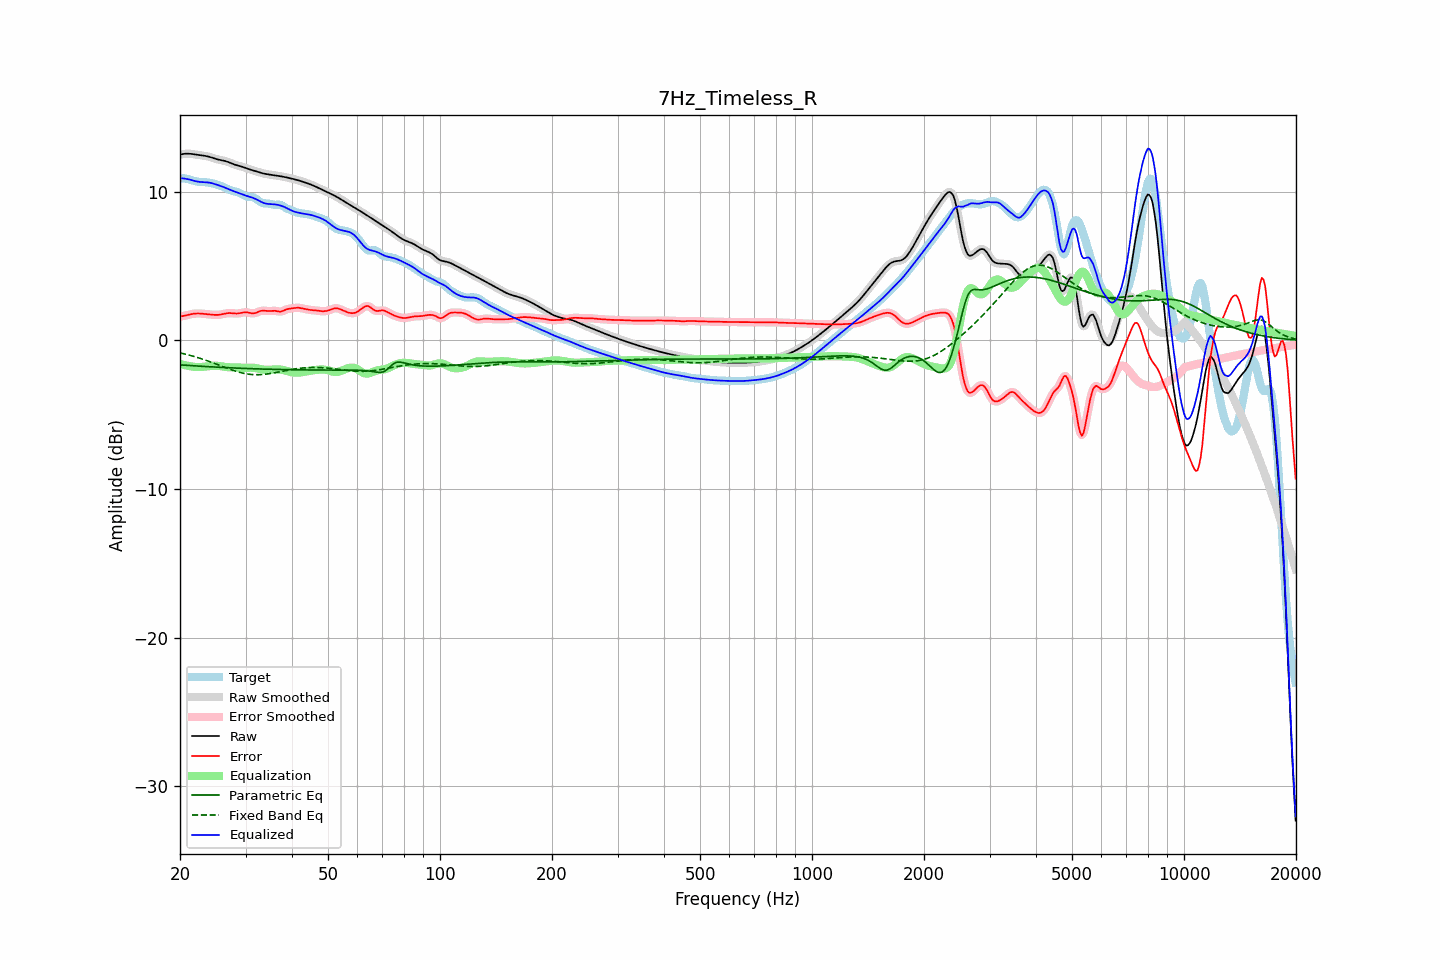 7Hz_Timeless_R
10
0
−10
−20
−30
Amplitude (dBr)
Target
Raw Smoothed
Error Smoothed
Raw
Error
Equalization
Parametric Eq
Fixed Band Eq
Equalized
20 50 100 200 500 1000 2000 5000 10000 20000
Frequency (Hz)